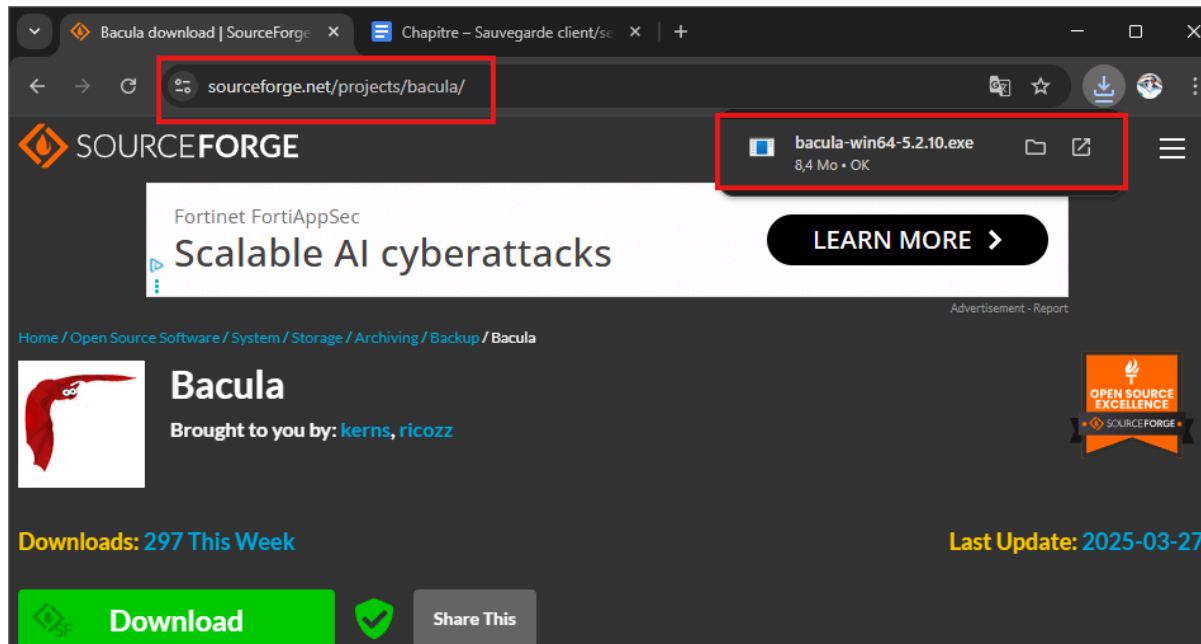 Bacula download | SourceForge
Chapitre – Sauvegarde client/se
sourceforge.net/projects/bacula/
SOURCEFORGE
bacula-win64-5.2.10.exe
8,4 Mo • OK
Fortinet FortiAppSec
Scalable AI cyberattacks
LEARN MORE
Advertisement - Report
Home / Open Source Software / System / Storage / Archiving / Backup / Bacula
Bacula
Brought to you by: kerns, ricozz
OPEN SOURCE
EXCELLENCE
SOURCEFORGE
Downloads: 297 This Week
Last Update: 2025-03-27
SF
Download
Share This